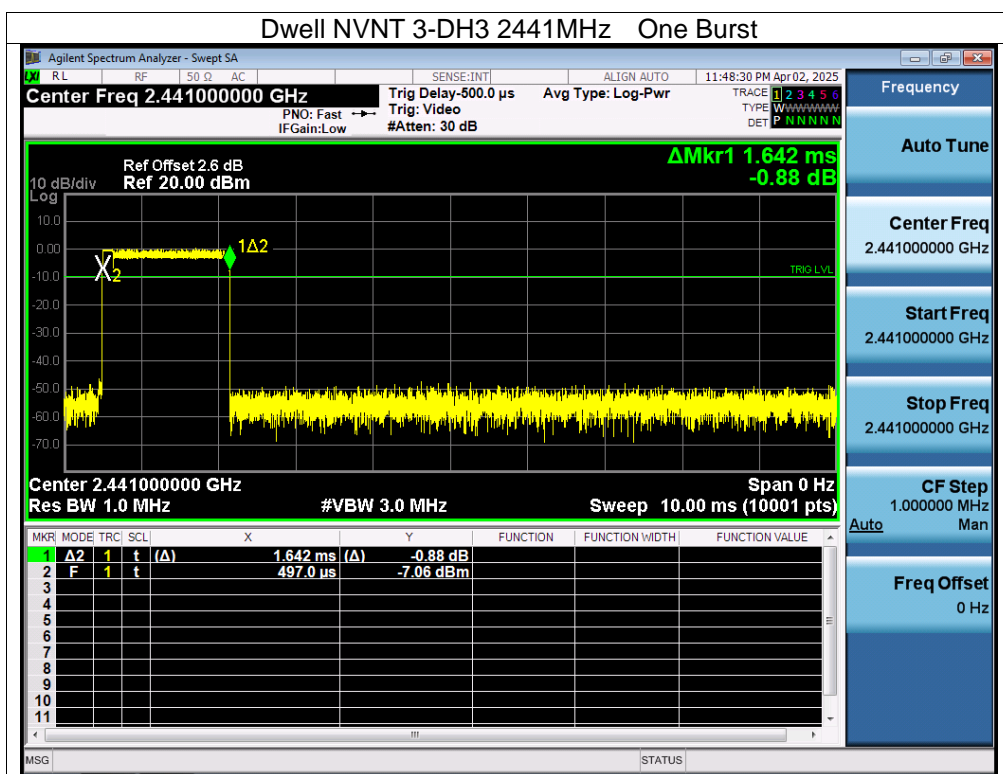 Dwell NVNT 3-DH3 2441MHz One Burst
Agilent Spectrum Analyzer - Swept SA
LXI RL RF 50 Ω AC SENSE:INT ALIGN AUTO 11:48:30 PM Apr 02, 2025
Center Freq 2.441000000 GHz
PNO: Fast
IFGain:Low
Trig Delay-500.0 µs
Trig: Video
#Atten: 30 dB
Avg Type: Log-Pwr
TRACE 1 2 3 4 5 6
TYPE WWWWWWW
DET P N N N N N
ΔMkr1 1.642 ms
-0.88 dB
Ref Offset 2.6 dB
10 dB/div Ref 20.00 dBm
Log
10.0
0.00
-10.0
-20.0
-30.0
-40.0
-50.0
-60.0
-70.0
1Δ2
2
TRIG LVL
Center 2.441000000 GHz Span 0 Hz
Res BW 1.0 MHz #VBW 3.0 MHz Sweep 10.00 ms (10001 pts)
MKR MODE TRC SCL X Y FUNCTION FUNCTION WIDTH FUNCTION VALUE
1 Δ2 1 t (Δ) 1.642 ms (Δ) -0.88 dB
2 F 1 t 497.0 µs -7.06 dBm
3
4
5
6
7
8
9
10
11
MSG STATUS
Frequency
Auto Tune
Center Freq
2.441000000 GHz
Start Freq
2.441000000 GHz
Stop Freq
2.441000000 GHz
CF Step
1.000000 MHz
Auto Man
Freq Offset
0 Hz